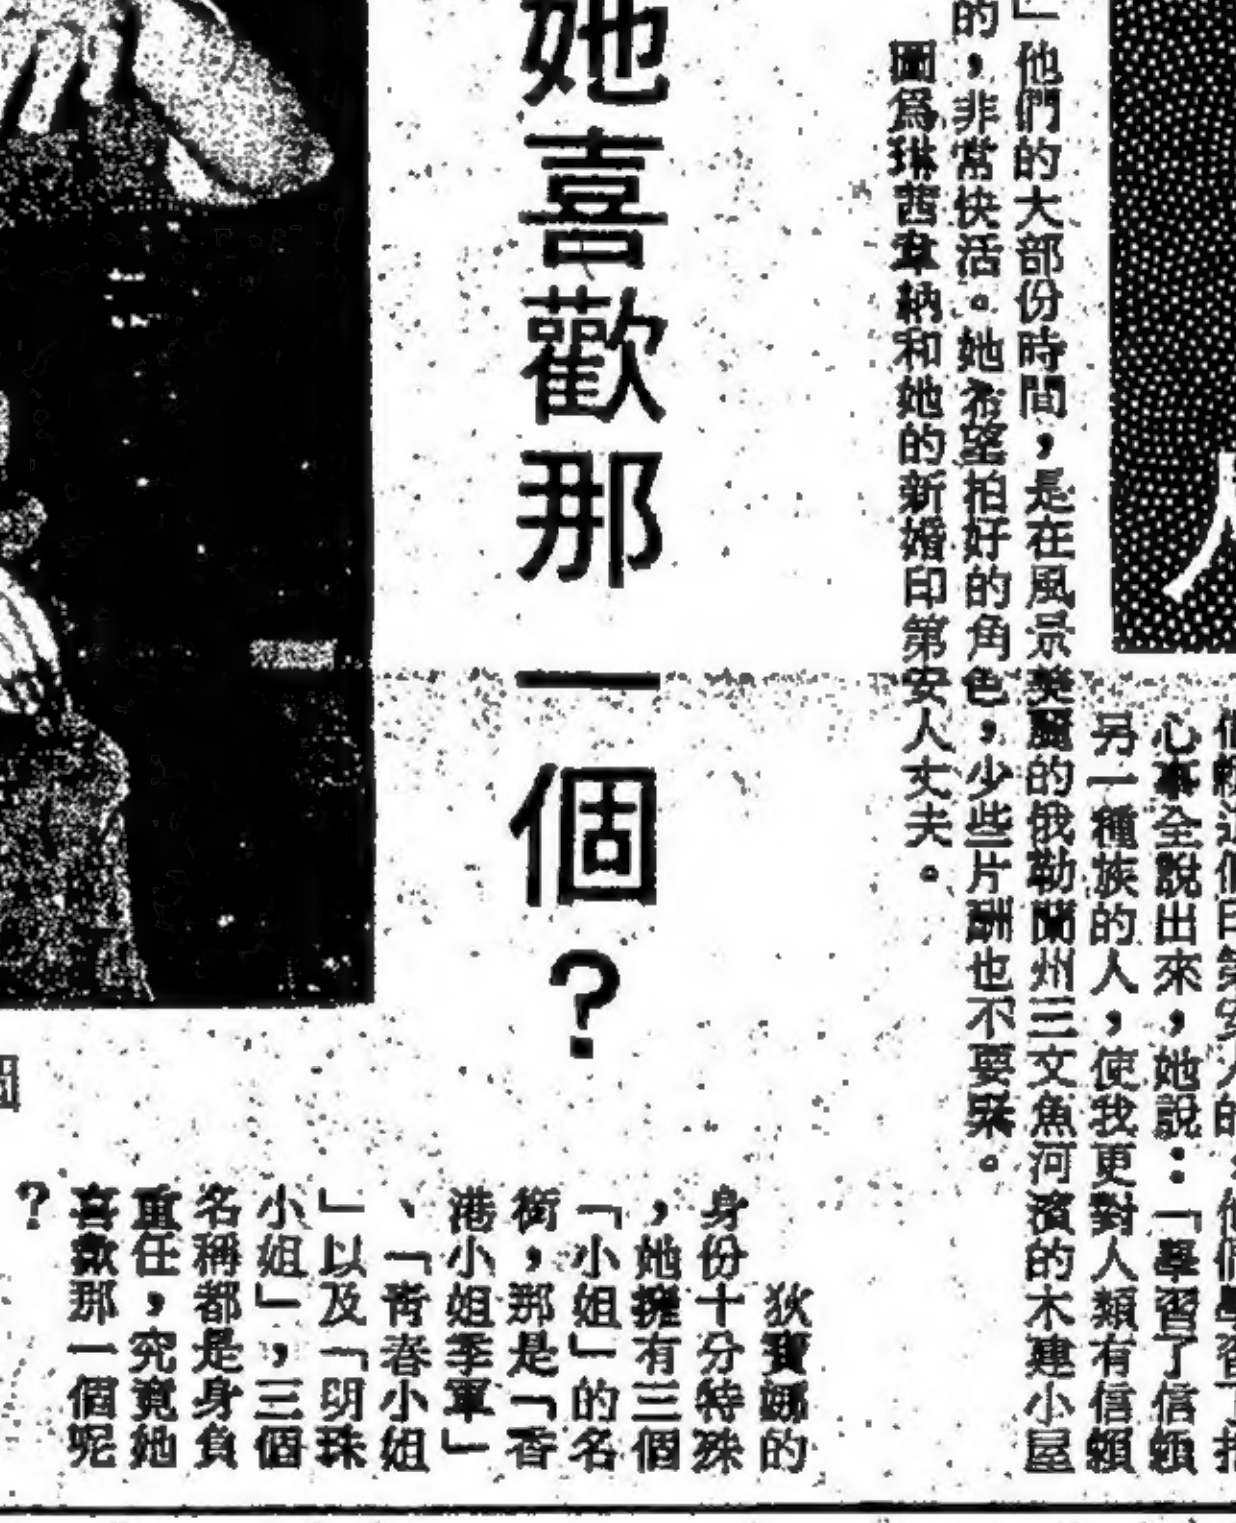 心事全說出來，她說：「學習了信賴
另一種族的人，使我更對人類有信賴
」他們的大部份時間，是在風景美麗的俄勒岡州三文魚河濱的木建小屋
的，非常快活。她希望拍好的角色，少些片酬也不要緊。
圖爲琳茜韋納和她的新婚印第安人丈夫。
她喜歡那一個？
狄寶娜的
身份十分特殊
，她擁有三個
「小姐」的名
銜，那是「香
港小姐季軍」
、「青春小姐
」以及「明珠
小姐」，三個
名稱都是身負
重任，究竟她
喜歡那一個呢
？